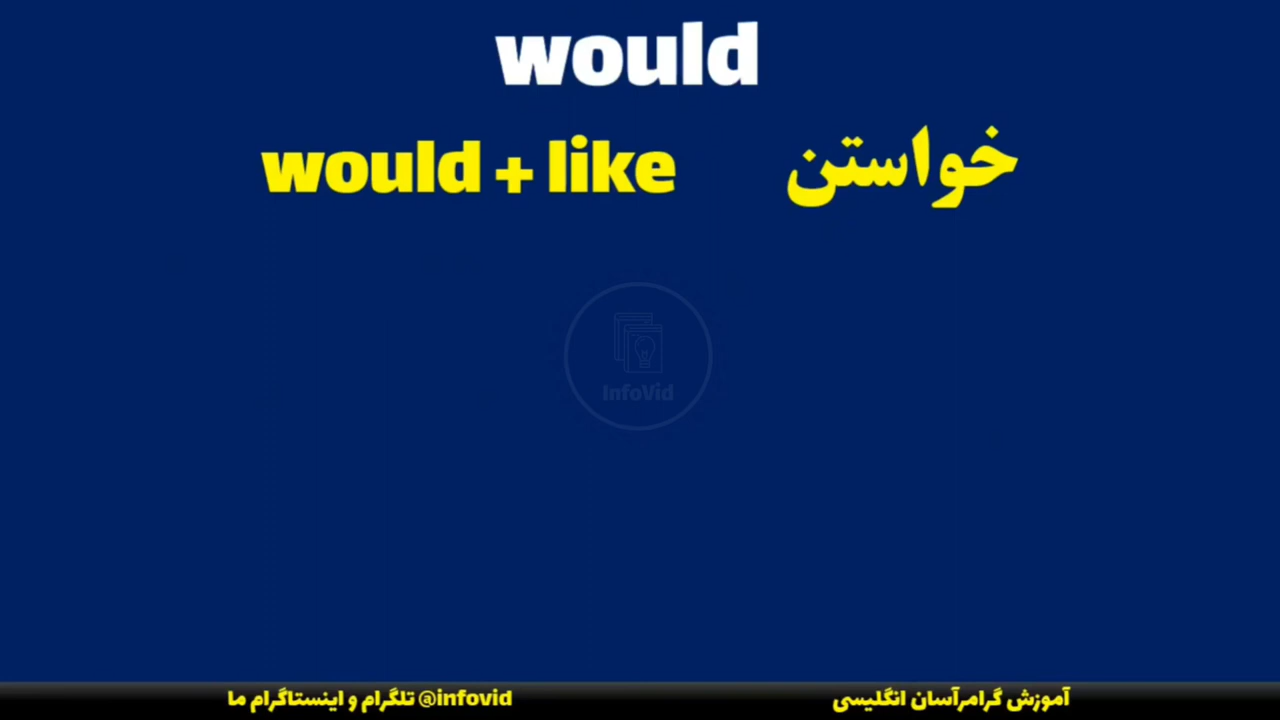 would
would + like خواستن
InfoVid
تلگرام و اینستاگرام ما @infovid
آموزش گرامرآسان انگلیسی